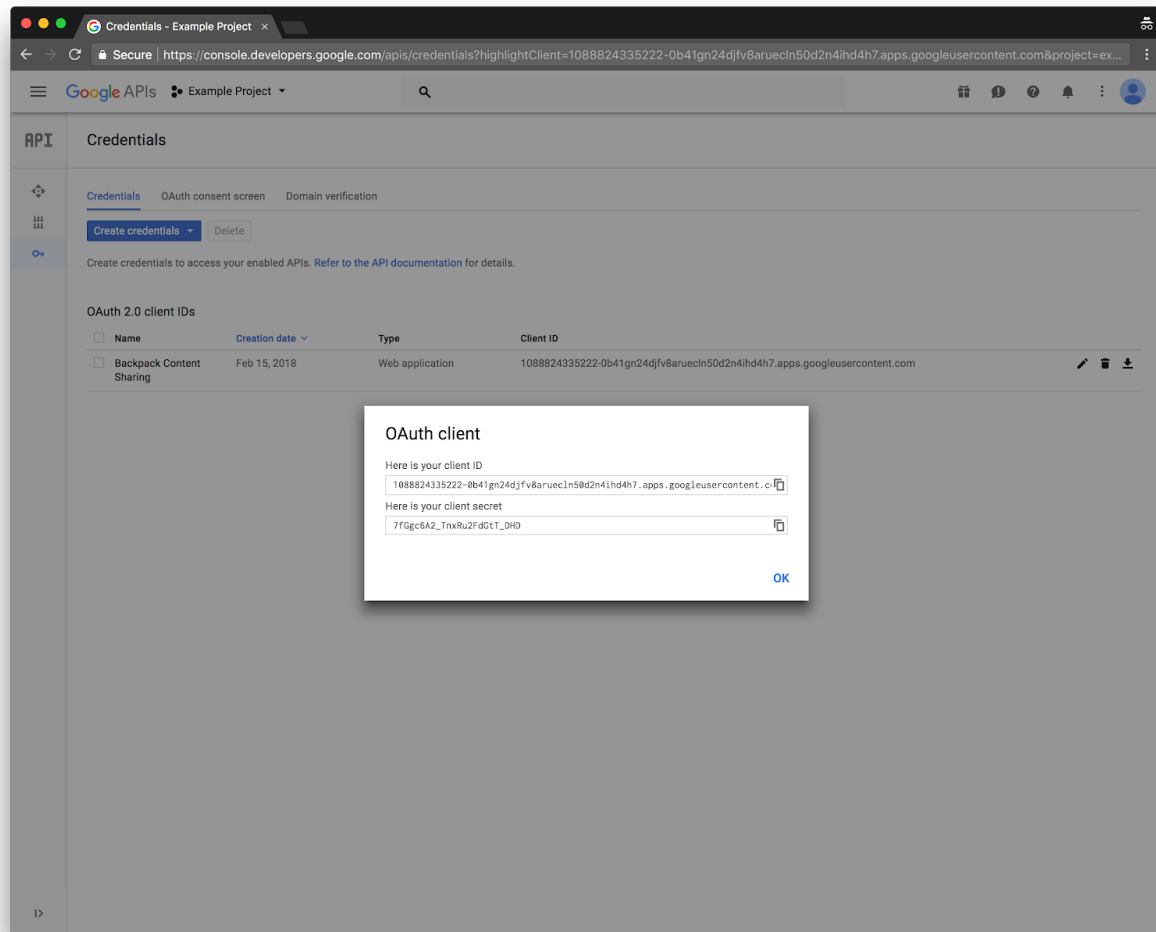 Credentials - Example Project
Secure https://console.developers.google.com/apis/credentials?highlightClient=1088824335222-0b41gn24djfv8aruecln50d2n4ihd4h7.apps.googleusercontent.com&project=ex...
Google APIs Example Project
API Credentials
Credentials OAuth consent screen Domain verification
Create credentials Delete
Create credentials to access your enabled APIs. Refer to the API documentation for details.
OAuth 2.0 client IDs
Name Creation date Type Client ID
Backpack Content Feb 15, 2018 Web application 1088824335222-0b41gn24djfv8aruecln50d2n4ihd4h7.apps.googleusercontent.com
Sharing
OAuth client
Here is your client ID
1088824335222-0b41gn24djfv8aruecln50d2n4ihd4h7.apps.googleusercontent.c
Here is your client secret
7fGgc6A2_TnxRu2FdGtT_DHD
OK